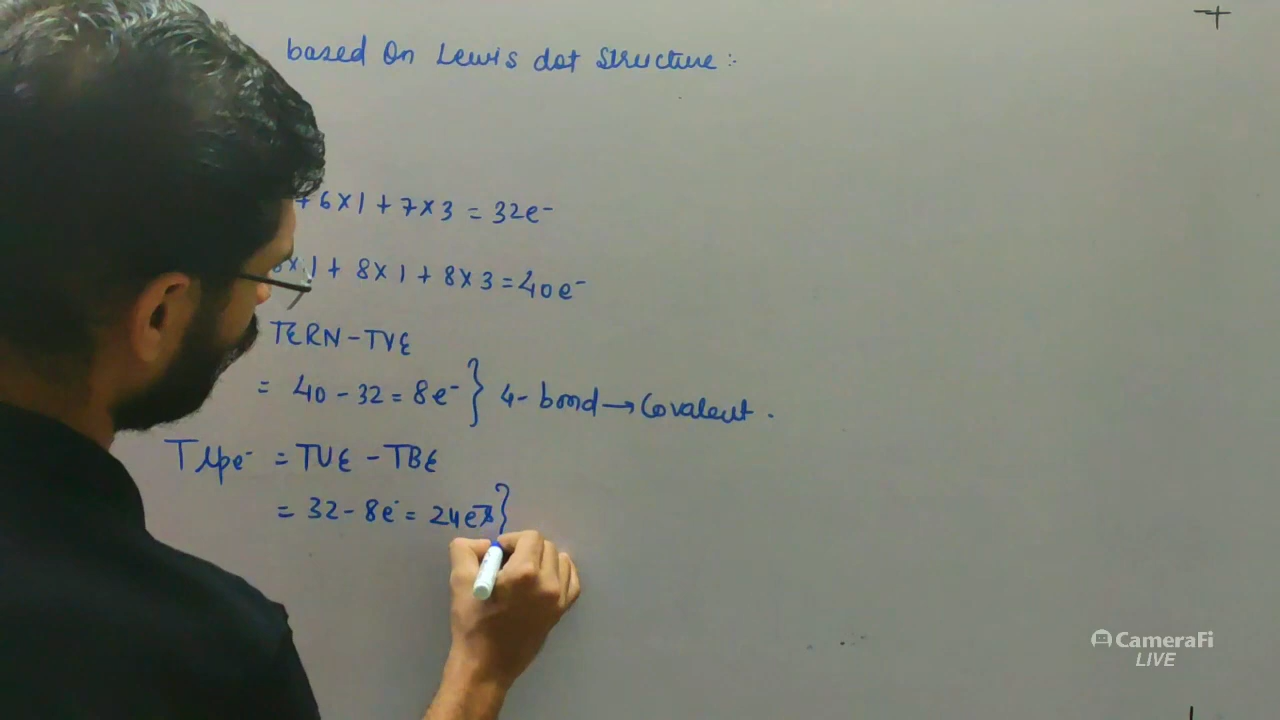 based On Lewis dot Structure :-
+ 6 × 1 + 7 × 3 = 32e⁻
8 × 1 + 8 × 1 + 8 × 3 = 40e⁻
TERN - TVE
= 40 - 32 = 8e⁻ } 4 - bond → Covalent .
Tlpe⁻ = TVE - TBE
= 32 - 8e⁻ = 24e⁻ }
CameraFi
LIVE